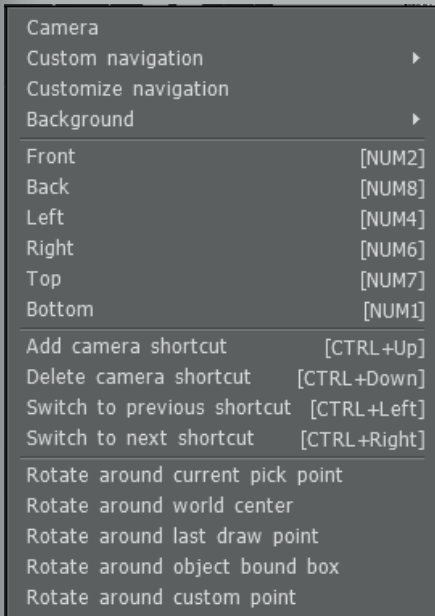 Camera
Custom navigation
Customize navigation
Background
Front [NUM2]
Back [NUM8]
Left [NUM4]
Right [NUM6]
Top [NUM7]
Bottom [NUM1]
Add camera shortcut [CTRL+Up]
Delete camera shortcut [CTRL+Down]
Switch to previous shortcut [CTRL+Left]
Switch to next shortcut [CTRL+Right]
Rotate around current pick point
Rotate around world center
Rotate around last draw point
Rotate around object bound box
Rotate around custom point